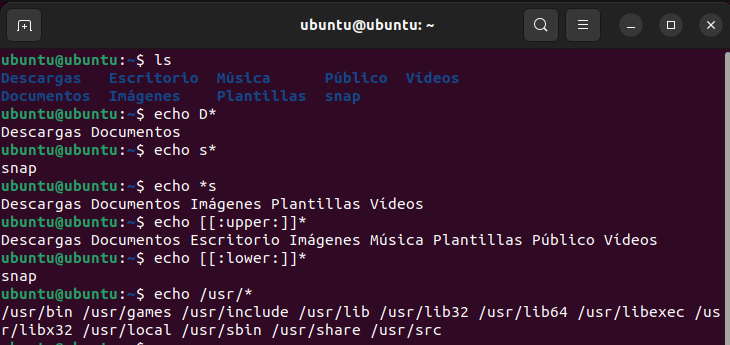 ubuntu@ubuntu: ~
ubuntu@ubuntu:~$ ls
Descargas   Escritorio  Música      Público  Vídeos
Documentos  Imágenes    Plantillas  snap
ubuntu@ubuntu:~$ echo D*
Descargas Documentos
ubuntu@ubuntu:~$ echo s*
snap
ubuntu@ubuntu:~$ echo *s
Descargas Documentos Imágenes Plantillas Vídeos
ubuntu@ubuntu:~$ echo [[:upper:]]*
Descargas Documentos Escritorio Imágenes Música Plantillas Público Vídeos
ubuntu@ubuntu:~$ echo [[:lower:]]*
snap
ubuntu@ubuntu:~$ echo /usr/*
/usr/bin /usr/games /usr/include /usr/lib /usr/lib32 /usr/lib64 /usr/libexec /us
r/libx32 /usr/local /usr/sbin /usr/share /usr/src